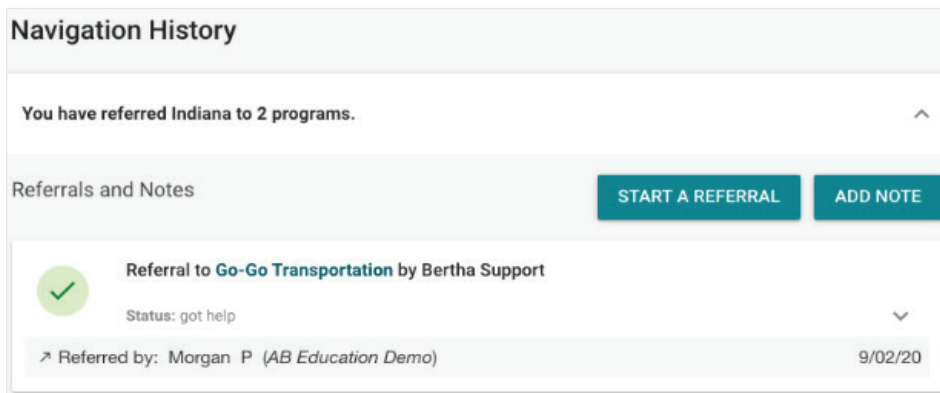 Navigation History
You have referred Indiana to 2 programs.
Referrals and Notes
START A REFERRAL
ADD NOTE
Referral to Go-Go Transportation by Bertha Support
Status: got help
↗ Referred by: Morgan P (AB Education Demo)
9/02/20